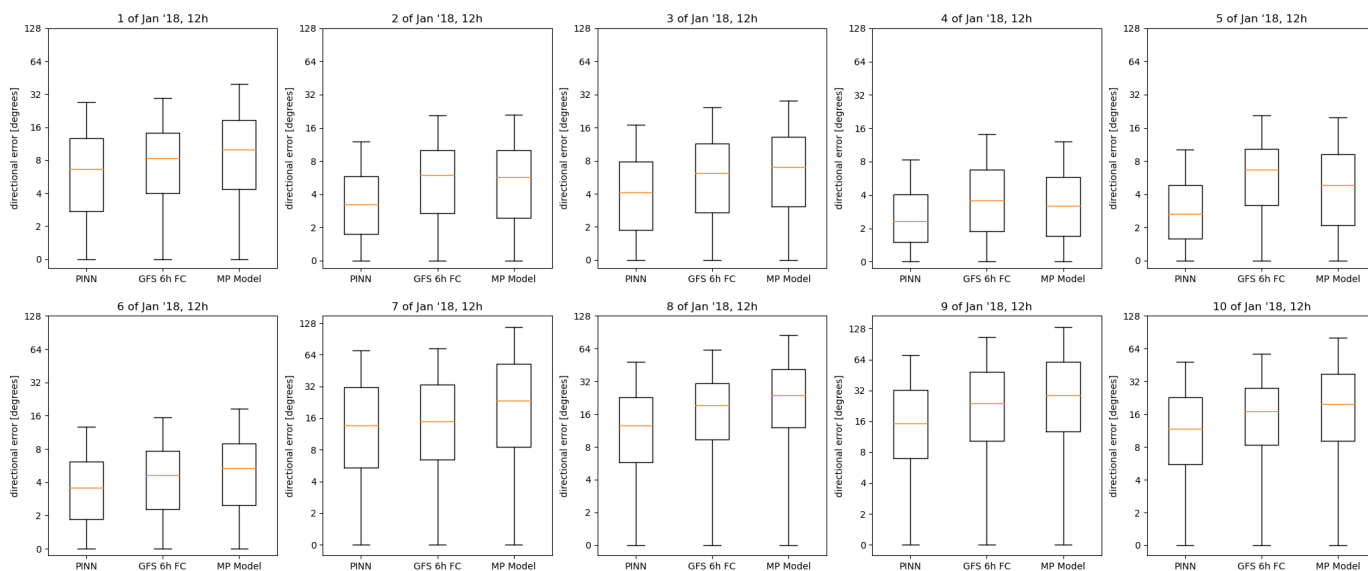 1 of Jan '18, 12h
directional error [degrees]
128
64
32
16
8
4
2
0
PINN GFS 6h FC MP Model
2 of Jan '18, 12h
directional error [degrees]
128
64
32
16
8
4
2
0
PINN GFS 6h FC MP Model
3 of Jan '18, 12h
directional error [degrees]
128
64
32
16
8
4
2
0
PINN GFS 6h FC MP Model
4 of Jan '18, 12h
directional error [degrees]
128
64
32
16
8
4
2
0
PINN GFS 6h FC MP Model
5 of Jan '18, 12h
directional error [degrees]
128
64
32
16
8
4
2
0
PINN GFS 6h FC MP Model
6 of Jan '18, 12h
directional error [degrees]
128
64
32
16
8
4
2
0
PINN GFS 6h FC MP Model
7 of Jan '18, 12h
directional error [degrees]
128
64
32
16
8
4
2
0
PINN GFS 6h FC MP Model
8 of Jan '18, 12h
directional error [degrees]
128
64
32
16
8
4
2
0
PINN GFS 6h FC MP Model
9 of Jan '18, 12h
directional error [degrees]
128
64
32
16
8
4
2
0
PINN GFS 6h FC MP Model
10 of Jan '18, 12h
directional error [degrees]
128
64
32
16
8
4
2
0
PINN GFS 6h FC MP Model